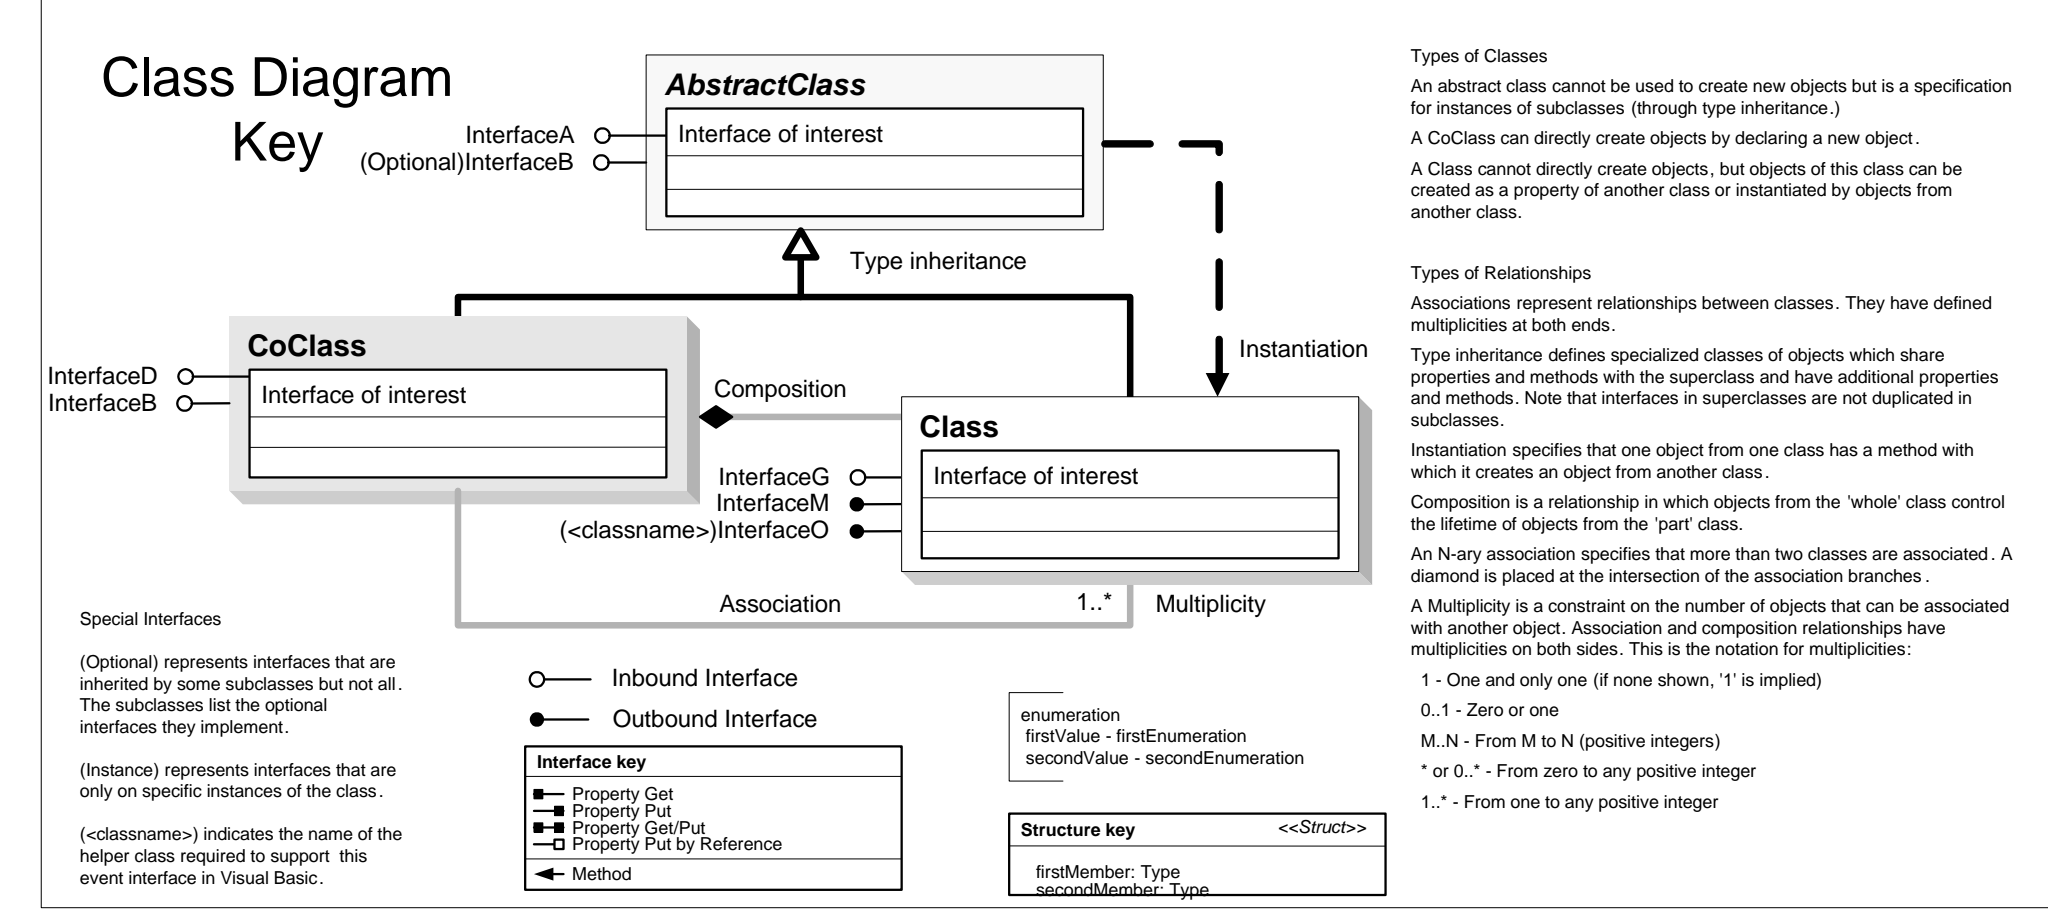 Class Diagram
Key
AbstractClass
Interface of interest
InterfaceA
(Optional)InterfaceB
Type inheritance
Instantiation
CoClass
Interface of interest
InterfaceD
InterfaceB
Composition
Class
Interface of interest
InterfaceG
InterfaceM
(<classname>)InterfaceO
Association
1..*
Multiplicity
Special Interfaces
(Optional) represents interfaces that are
inherited by some subclasses but not all.
The subclasses list the optional
interfaces they implement.
(Instance) represents interfaces that are
only on specific instances of the class.
(<classname>) indicates the name of the
helper class required to support this
event interface in Visual Basic.
Inbound Interface
Outbound Interface
Interface key
Property Get
Property Put
Property Get/Put
Property Put by Reference
Method
enumeration
firstValue - firstEnumeration
secondValue - secondEnumeration
Structure key
<<Struct>>
firstMember: Type
secondMember: Type
Types of Classes
An abstract class cannot be used to create new objects but is a specification
for instances of subclasses (through type inheritance.)
A CoClass can directly create objects by declaring a new object.
A Class cannot directly create objects, but objects of this class can be
created as a property of another class or instantiated by objects from
another class.
Types of Relationships
Associations represent relationships between classes. They have defined
multiplicities at both ends.
Type inheritance defines specialized classes of objects which share
properties and methods with the superclass and have additional properties
and methods. Note that interfaces in superclasses are not duplicated in
subclasses.
Instantiation specifies that one object from one class has a method with
which it creates an object from another class.
Composition is a relationship in which objects from the 'whole' class control
the lifetime of objects from the 'part' class.
An N-ary association specifies that more than two classes are associated. A
diamond is placed at the intersection of the association branches.
A Multiplicity is a constraint on the number of objects that can be associated
with another object. Association and composition relationships have
multiplicities on both sides. This is the notation for multiplicities:
1 - One and only one (if none shown, '1' is implied)
0..1 - Zero or one
M..N - From M to N (positive integers)
* or 0..* - From zero to any positive integer
1..* - From one to any positive integer